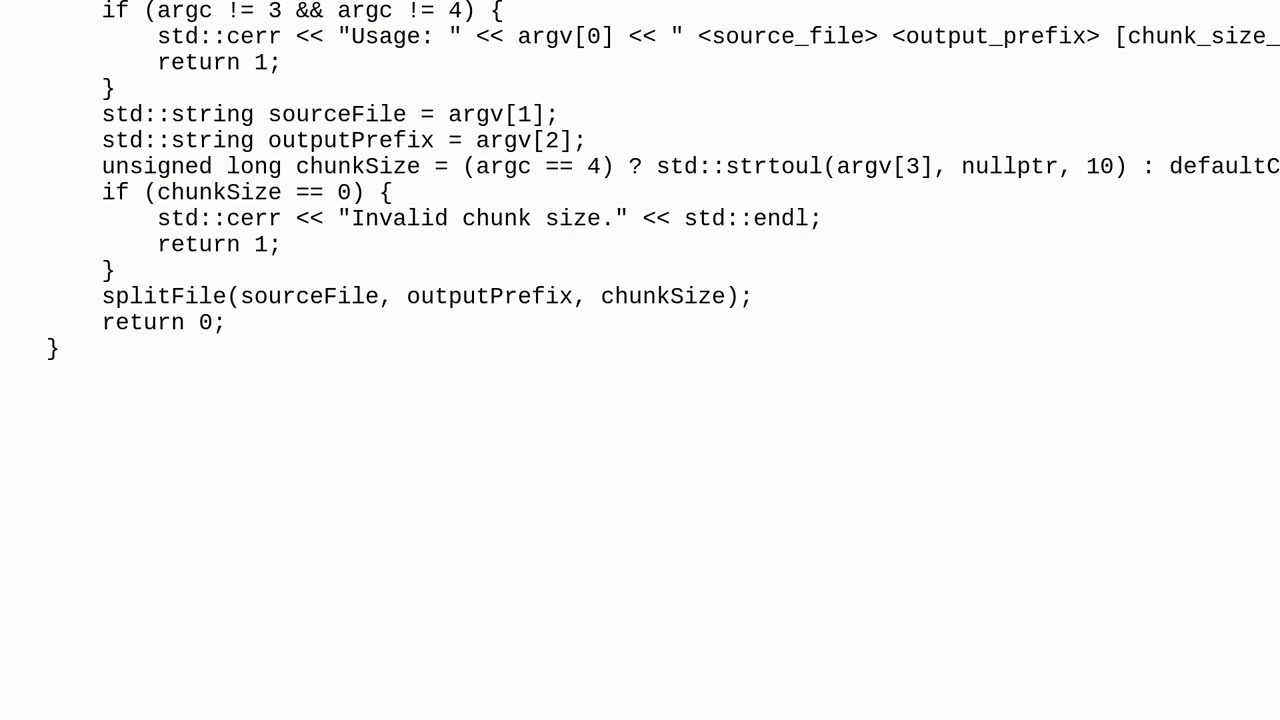 if (argc != 3 && argc != 4) {
std::cerr << "Usage: " << argv[0] << " <source_file> <output_prefix> [chunk_size_
return 1;
}
std::string sourceFile = argv[1];
std::string outputPrefix = argv[2];
unsigned long chunkSize = (argc == 4) ? std::strtoul(argv[3], nullptr, 10) : defaultC
if (chunkSize == 0) {
std::cerr << "Invalid chunk size." << std::endl;
return 1;
}
splitFile(sourceFile, outputPrefix, chunkSize);
return 0;
}